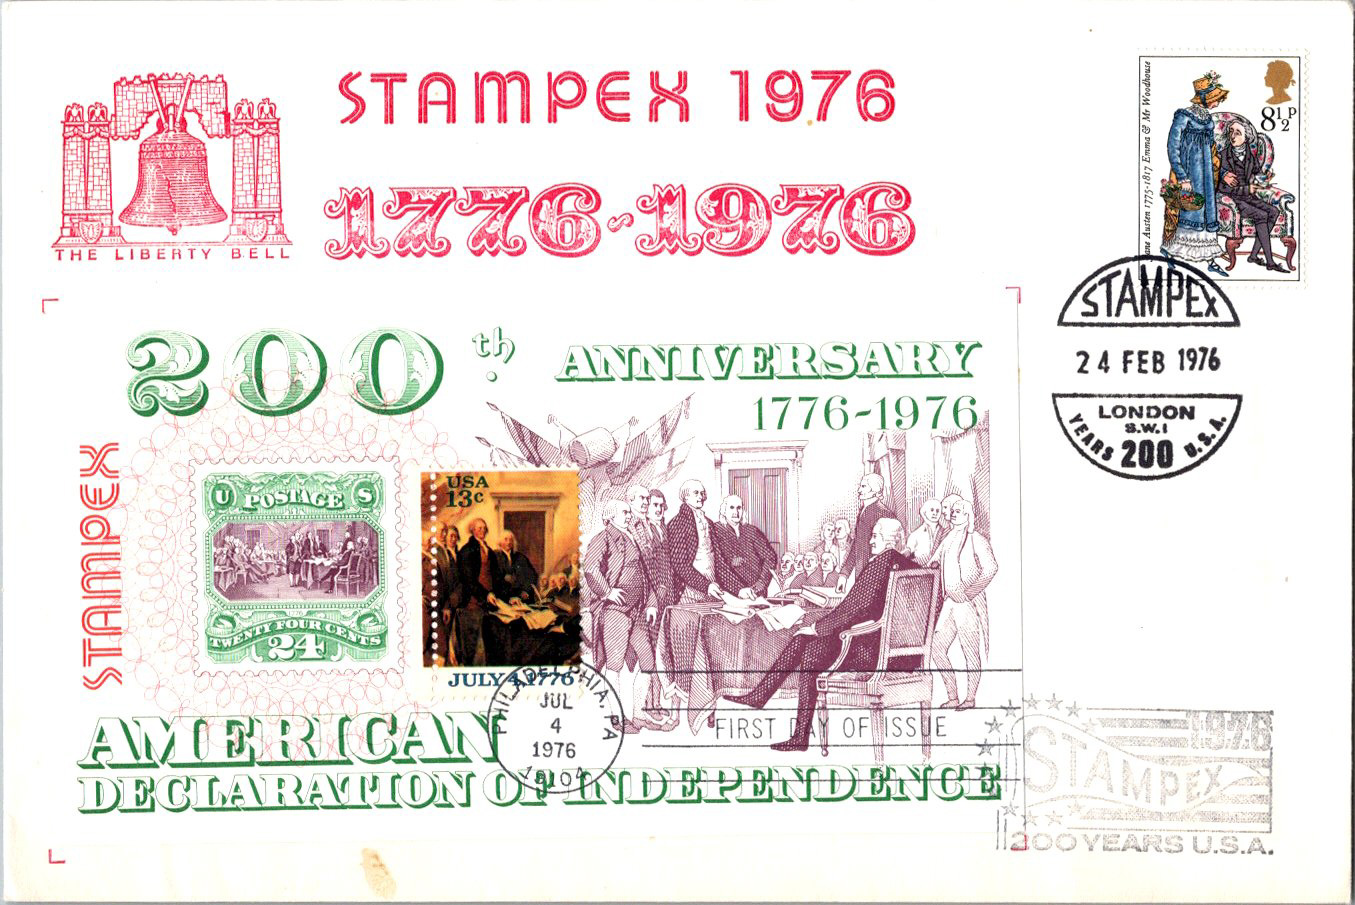 STAMPEX 1976
1776-1976
THE LIBERTY BELL
ane Austen 1775-1817 Emma & Mr Woodhouse
8½P
STAMPEX
24 FEB 1976
LONDON
S.W.1
200
YEARS U.S.A.
200th.
ANNIVERSARY
1776-1976
STAMPEX
U POSTAGE S
TWENTY FOUR CENTS
24
USA
13c
JULY 4, 1776
PHILADELPHIA, PA
JUL
4
1976
19104
FIRST DAY OF ISSUE
AMERICAN
DECLARATION OF INDEPENDENCE
1976
STAMPEX
200 YEARS U.S.A.